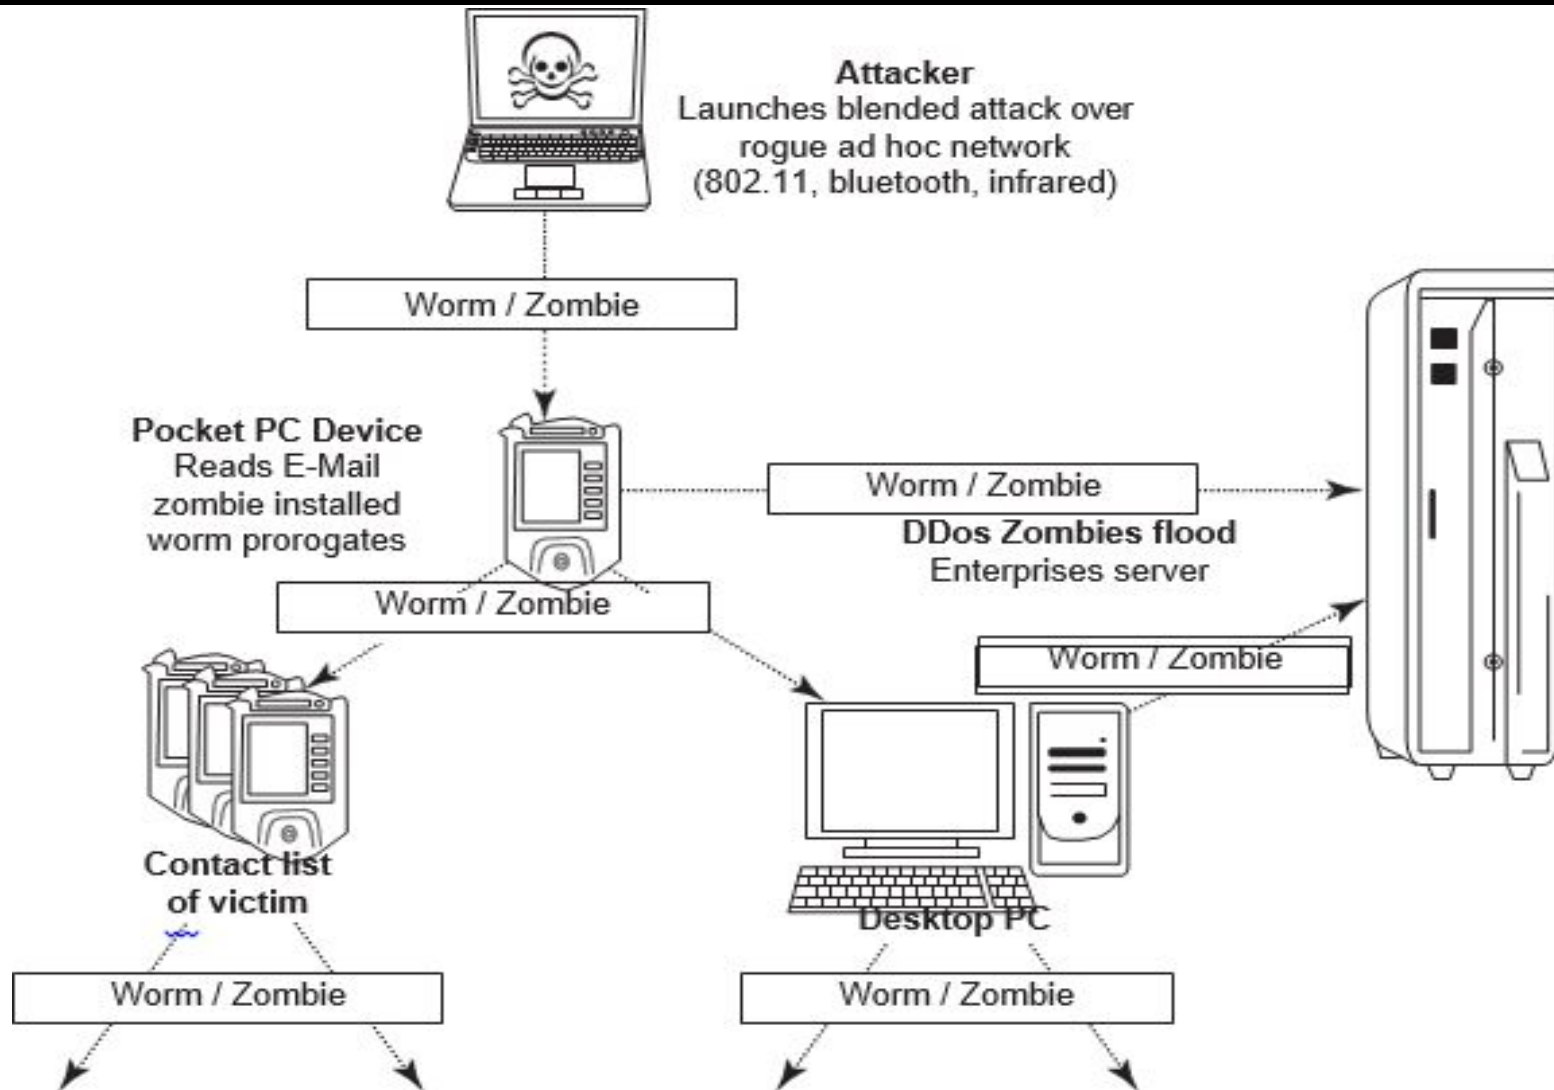 Attacker
Launches blended attack over
rogue ad hoc network
(802.11, bluetooth, infrared)
Worm / Zombie
Pocket PC Device
Reads E-Mail
zombie installed
worm prorogates
Worm / Zombie
DDos Zombies flood
Enterprises server
Worm / Zombie
Worm / Zombie
Contact list
of victim
Desktop PC
Worm / Zombie
Worm / Zombie